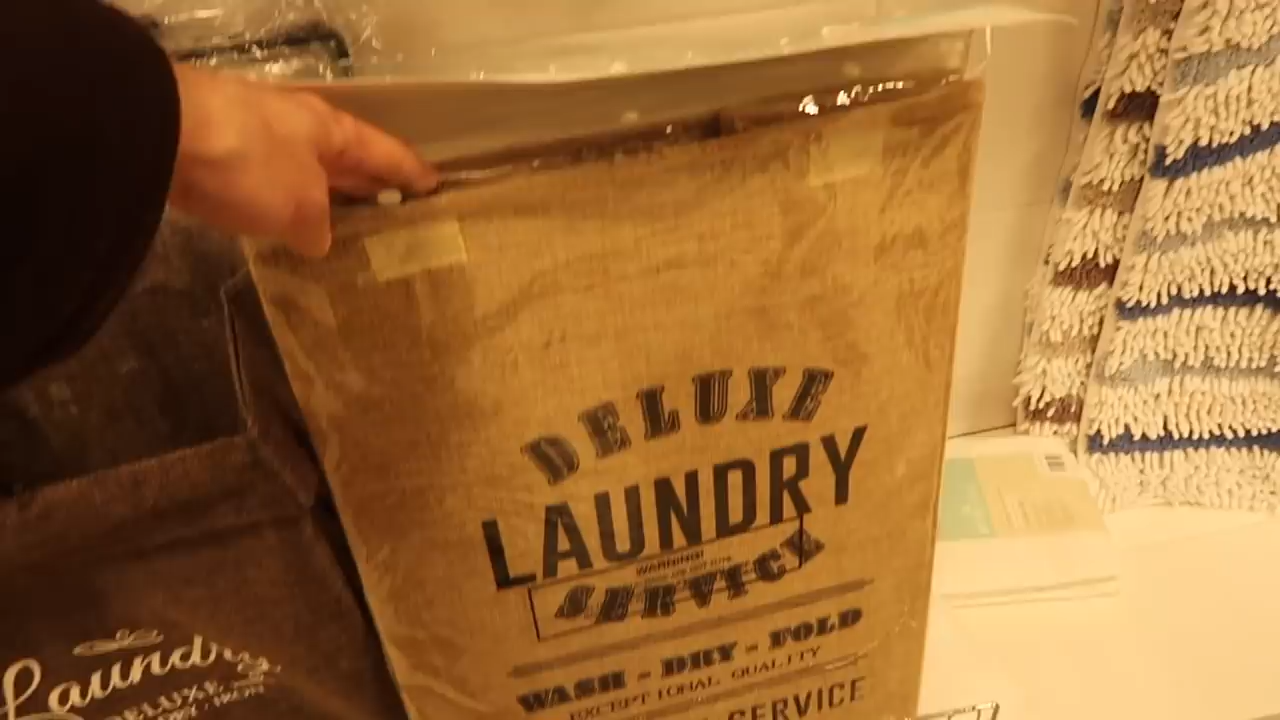 DELUXE
LAUNDRY
SERVICE
WARNING!
WASH - DRY - FOLD
EXCEPTIONAL QUALITY
SERVICE
Laundry
DELUXE